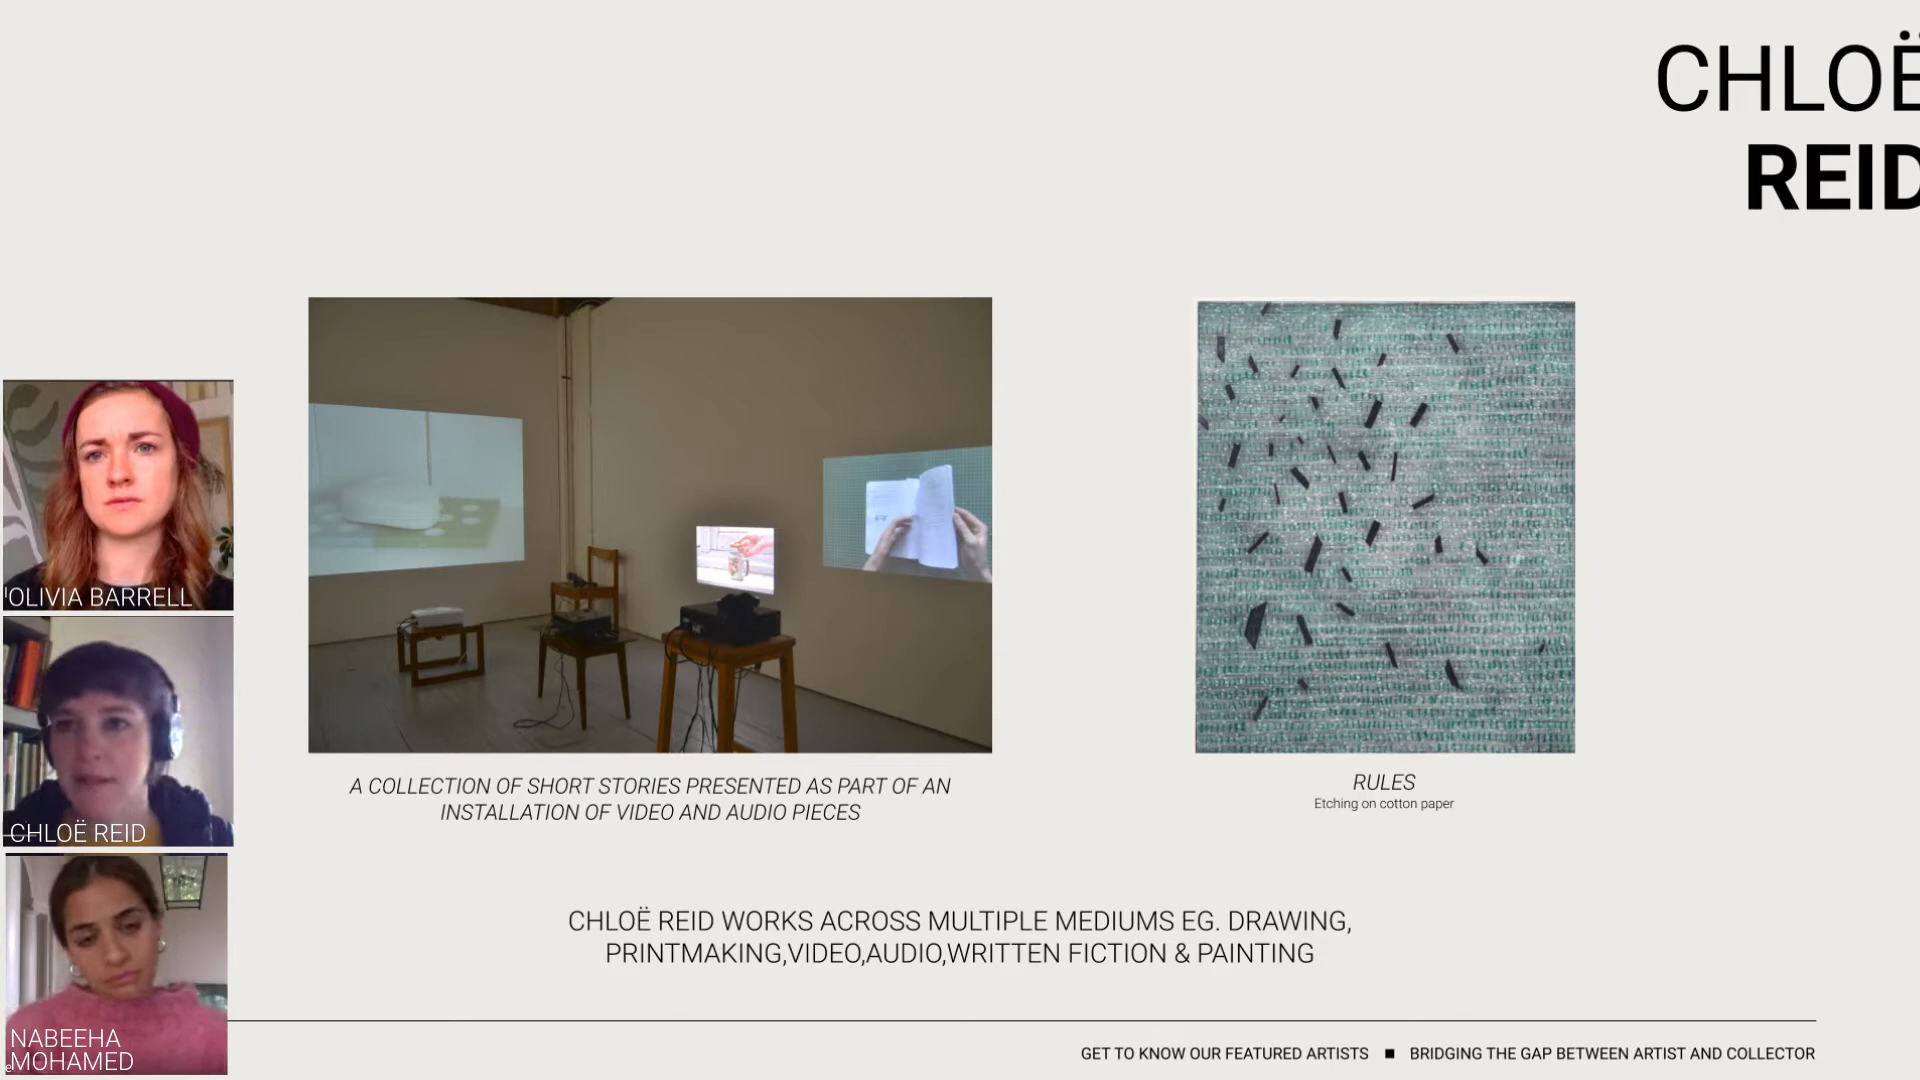 CHLOË
REID
'OLIVIA BARRELL
CHLOË REID
NABEEHA
MOHAMED
A COLLECTION OF SHORT STORIES PRESENTED AS PART OF AN
INSTALLATION OF VIDEO AND AUDIO PIECES
RULES
Etching on cotton paper
CHLOË REID WORKS ACROSS MULTIPLE MEDIUMS EG. DRAWING,
PRINTMAKING,VIDEO,AUDIO,WRITTEN FICTION & PAINTING
GET TO KNOW OUR FEATURED ARTISTS ■ BRIDGING THE GAP BETWEEN ARTIST AND COLLECTOR